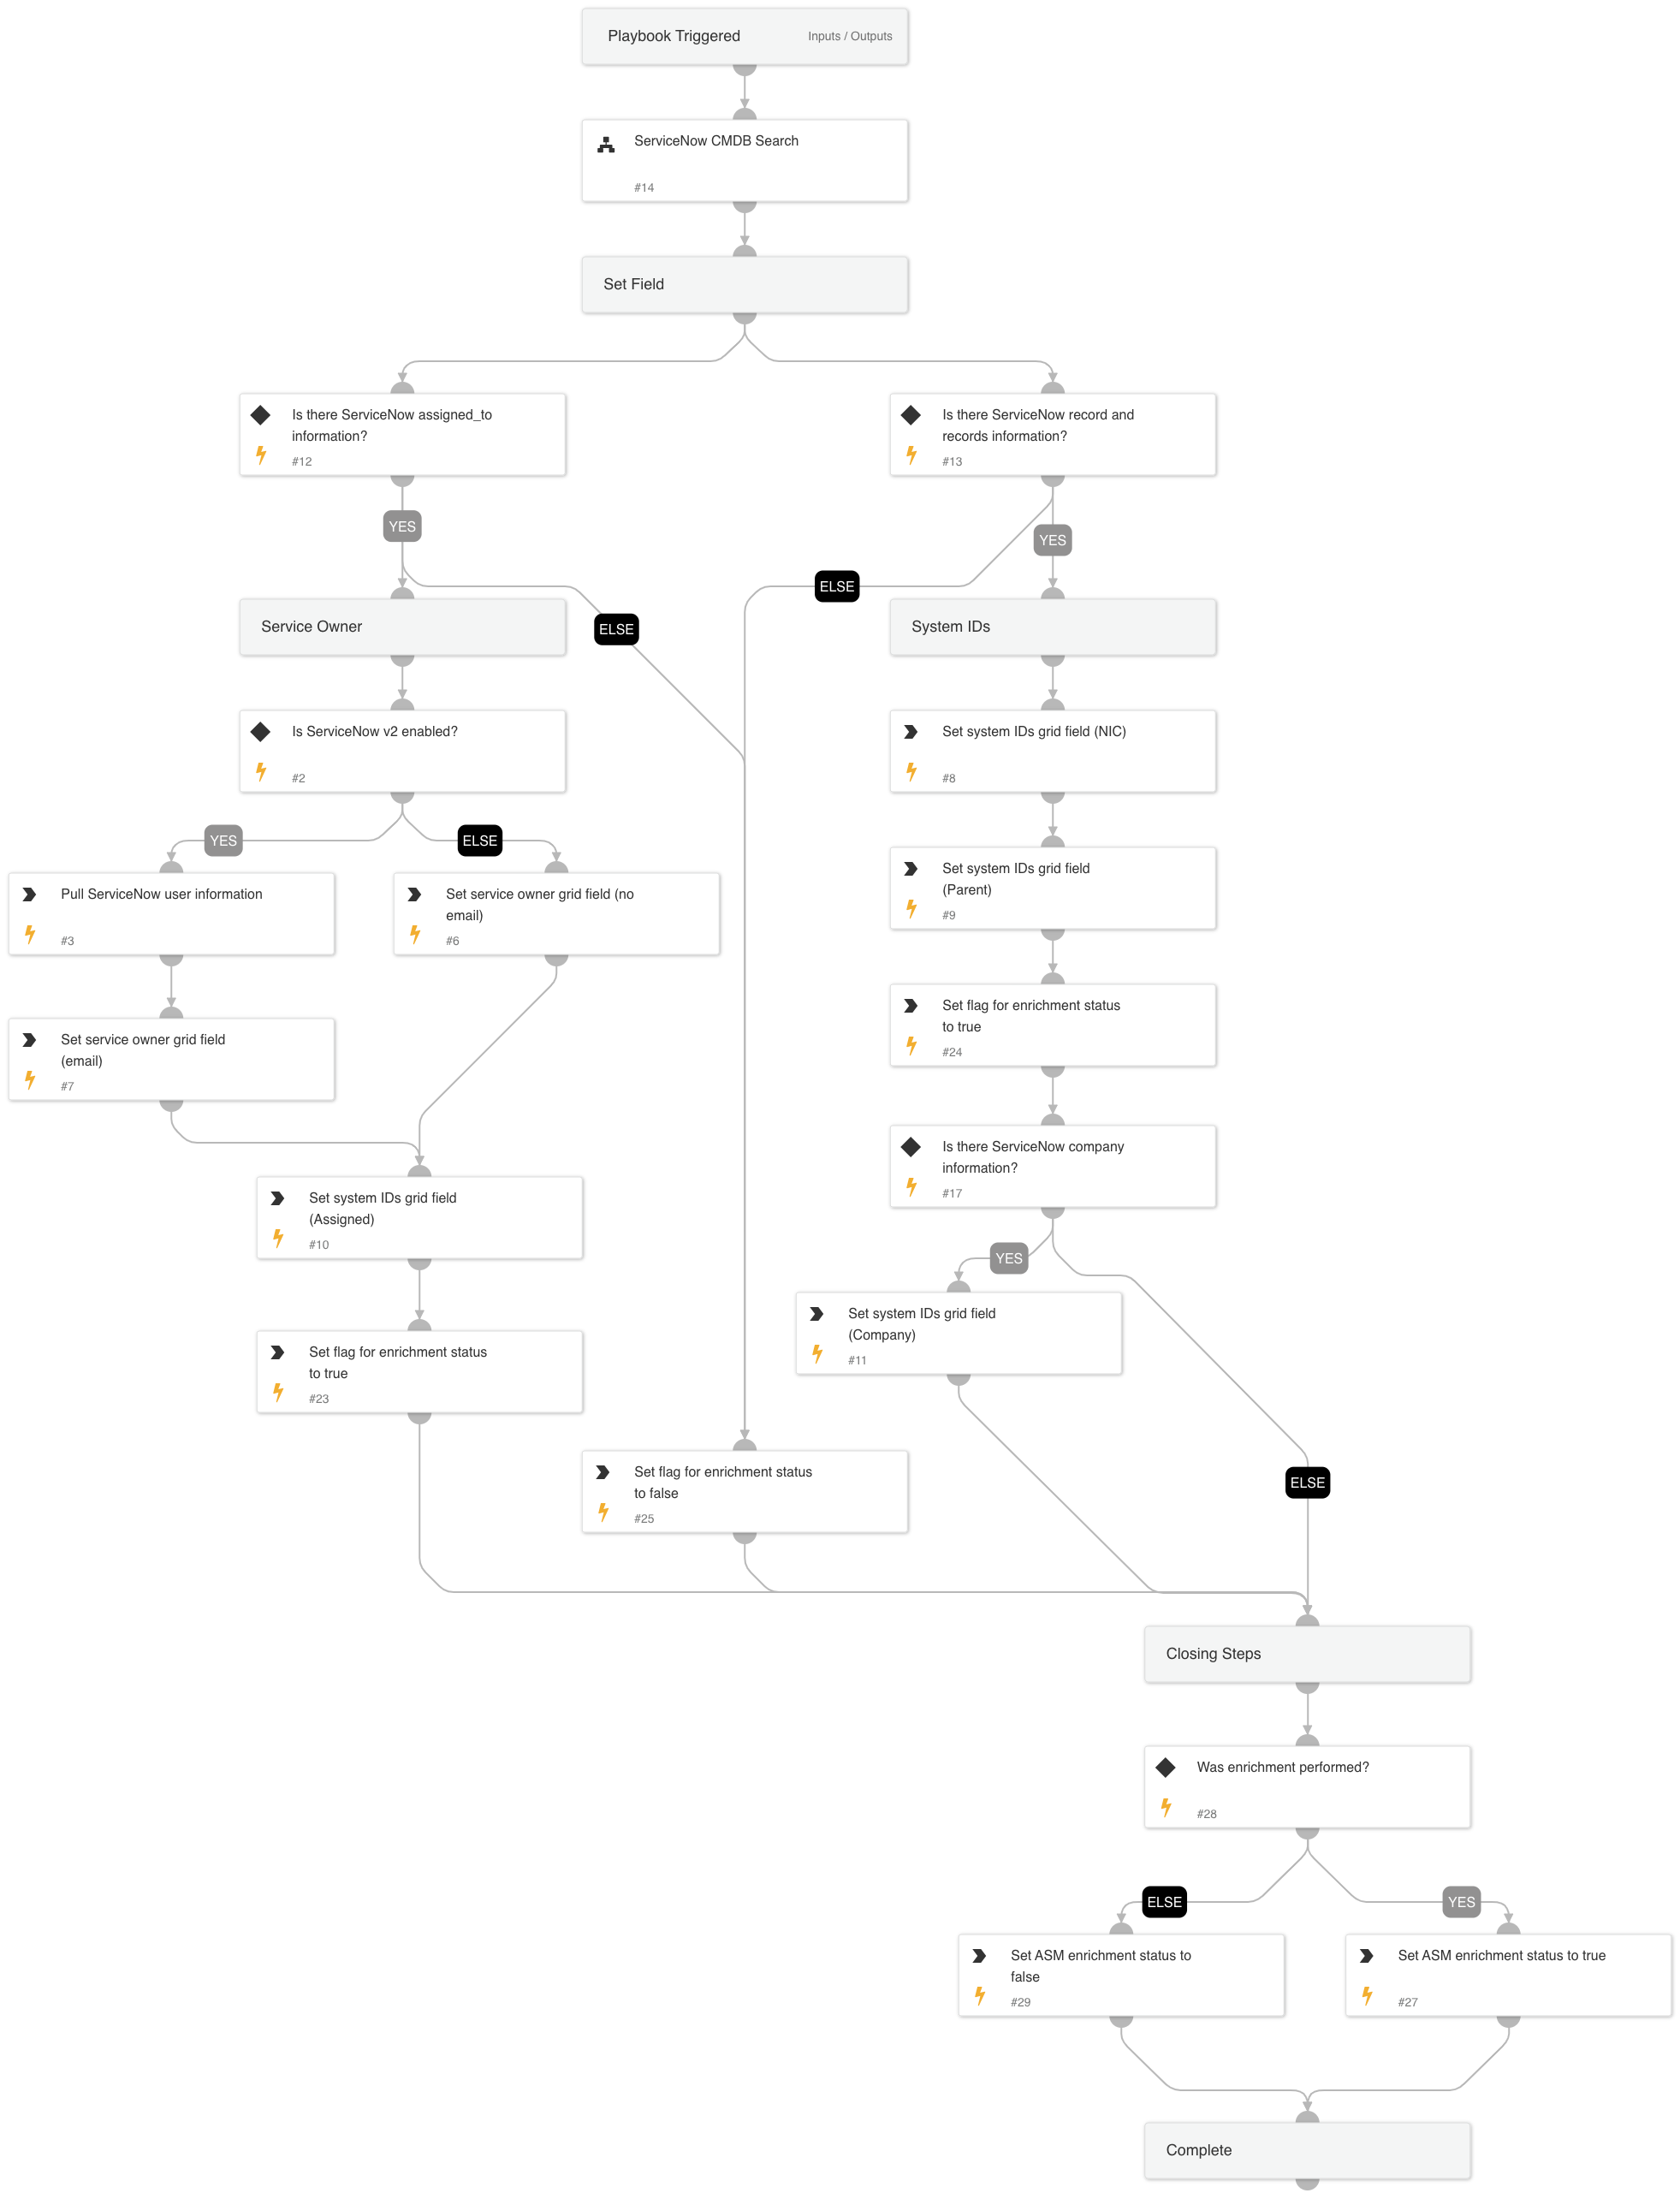 Playbook Triggered
Inputs / Outputs
ServiceNow CMDB Search
#14
Set Field
Is there ServiceNow assigned_to
information?
#12
Is there ServiceNow record and
records information?
#13
YES
YES
ELSE
Service Owner
ELSE
System IDs
Is ServiceNow v2 enabled?
#2
Set system IDs grid field (NIC)
#8
YES
ELSE
Pull ServiceNow user information
#3
Set service owner grid field (no
email)
#6
Set system IDs grid field
(Parent)
#9
Set service owner grid field
(email)
#7
Set flag for enrichment status
to true
#24
Is there ServiceNow company
information?
#17
Set system IDs grid field
(Assigned)
#10
YES
Set system IDs grid field
(Company)
#11
Set flag for enrichment status
to true
#23
Set flag for enrichment status
to false
#25
ELSE
Closing Steps
Was enrichment performed?
#28
ELSE
YES
Set ASM enrichment status to
false
#29
Set ASM enrichment status to true
#27
Complete